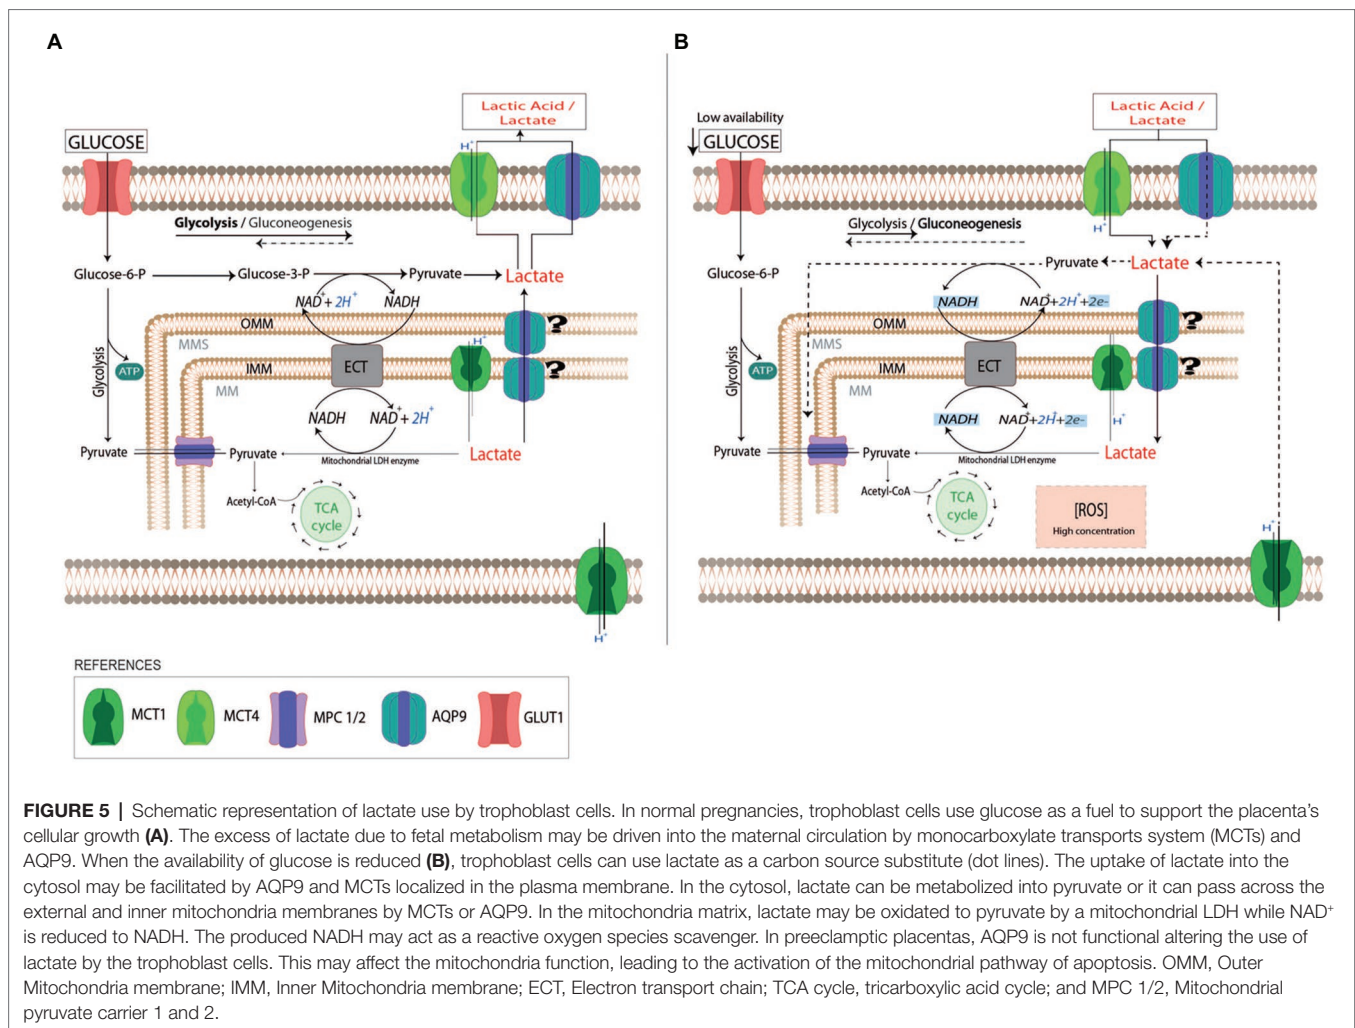 A
Lactic Acid /
Lactate
GLUCOSE
H+
Glycolysis / Gluconeogenesis
Glucose-6-P
Glucose-3-P
Pyruvate
Lactate
NAD+ + 2H+
NADH
OMM
MMS
?
Glycolysis
ATP
IMM
ECT
H+
?
MM
NADH
NAD+ + 2H+
Pyruvate
Pyruvate
Mitochondrial LDH enzyme
Lactate
Acetyl-CoA
TCA
cycle
H+
B
Low availability
GLUCOSE
Lactic Acid /
Lactate
Glycolysis / Gluconeogenesis
H+
Glucose-6-P
Pyruvate
Lactate
NADH
NAD+ +2H+ +2e-
OMM
MMS
?
Glycolysis
ATP
IMM
ECT
?
MM
NADH
NAD+ +2H+ +2e-
H+
Pyruvate
Pyruvate
Mitochondrial LDH enzyme
Lactate
Acetyl-CoA
TCA
cycle
[ROS]
High concentration
H+
REFERENCES
MCT1
MCT4
MPC 1/2
AQP9
GLUT1
FIGURE 5 | Schematic representation of lactate use by trophoblast cells. In normal pregnancies, trophoblast cells use glucose as a fuel to support the placenta's
cellular growth (A). The excess of lactate due to fetal metabolism may be driven into the maternal circulation by monocarboxylate transports system (MCTs) and
AQP9. When the availability of glucose is reduced (B), trophoblast cells can use lactate as a carbon source substitute (dot lines). The uptake of lactate into the
cytosol may be facilitated by AQP9 and MCTs localized in the plasma membrane. In the cytosol, lactate can be metabolized into pyruvate or it can pass across the
external and inner mitochondria membranes by MCTs or AQP9. In the mitochondria matrix, lactate may be oxidated to pyruvate by a mitochondrial LDH while NAD+
is reduced to NADH. The produced NADH may act as a reactive oxygen species scavenger. In preeclamptic placentas, AQP9 is not functional altering the use of
lactate by the trophoblast cells. This may affect the mitochondria function, leading to the activation of the mitochondrial pathway of apoptosis. OMM, Outer
Mitochondria membrane; IMM, Inner Mitochondria membrane; ECT, Electron transport chain; TCA cycle, tricarboxylic acid cycle; and MPC 1/2, Mitochondrial
pyruvate carrier 1 and 2.